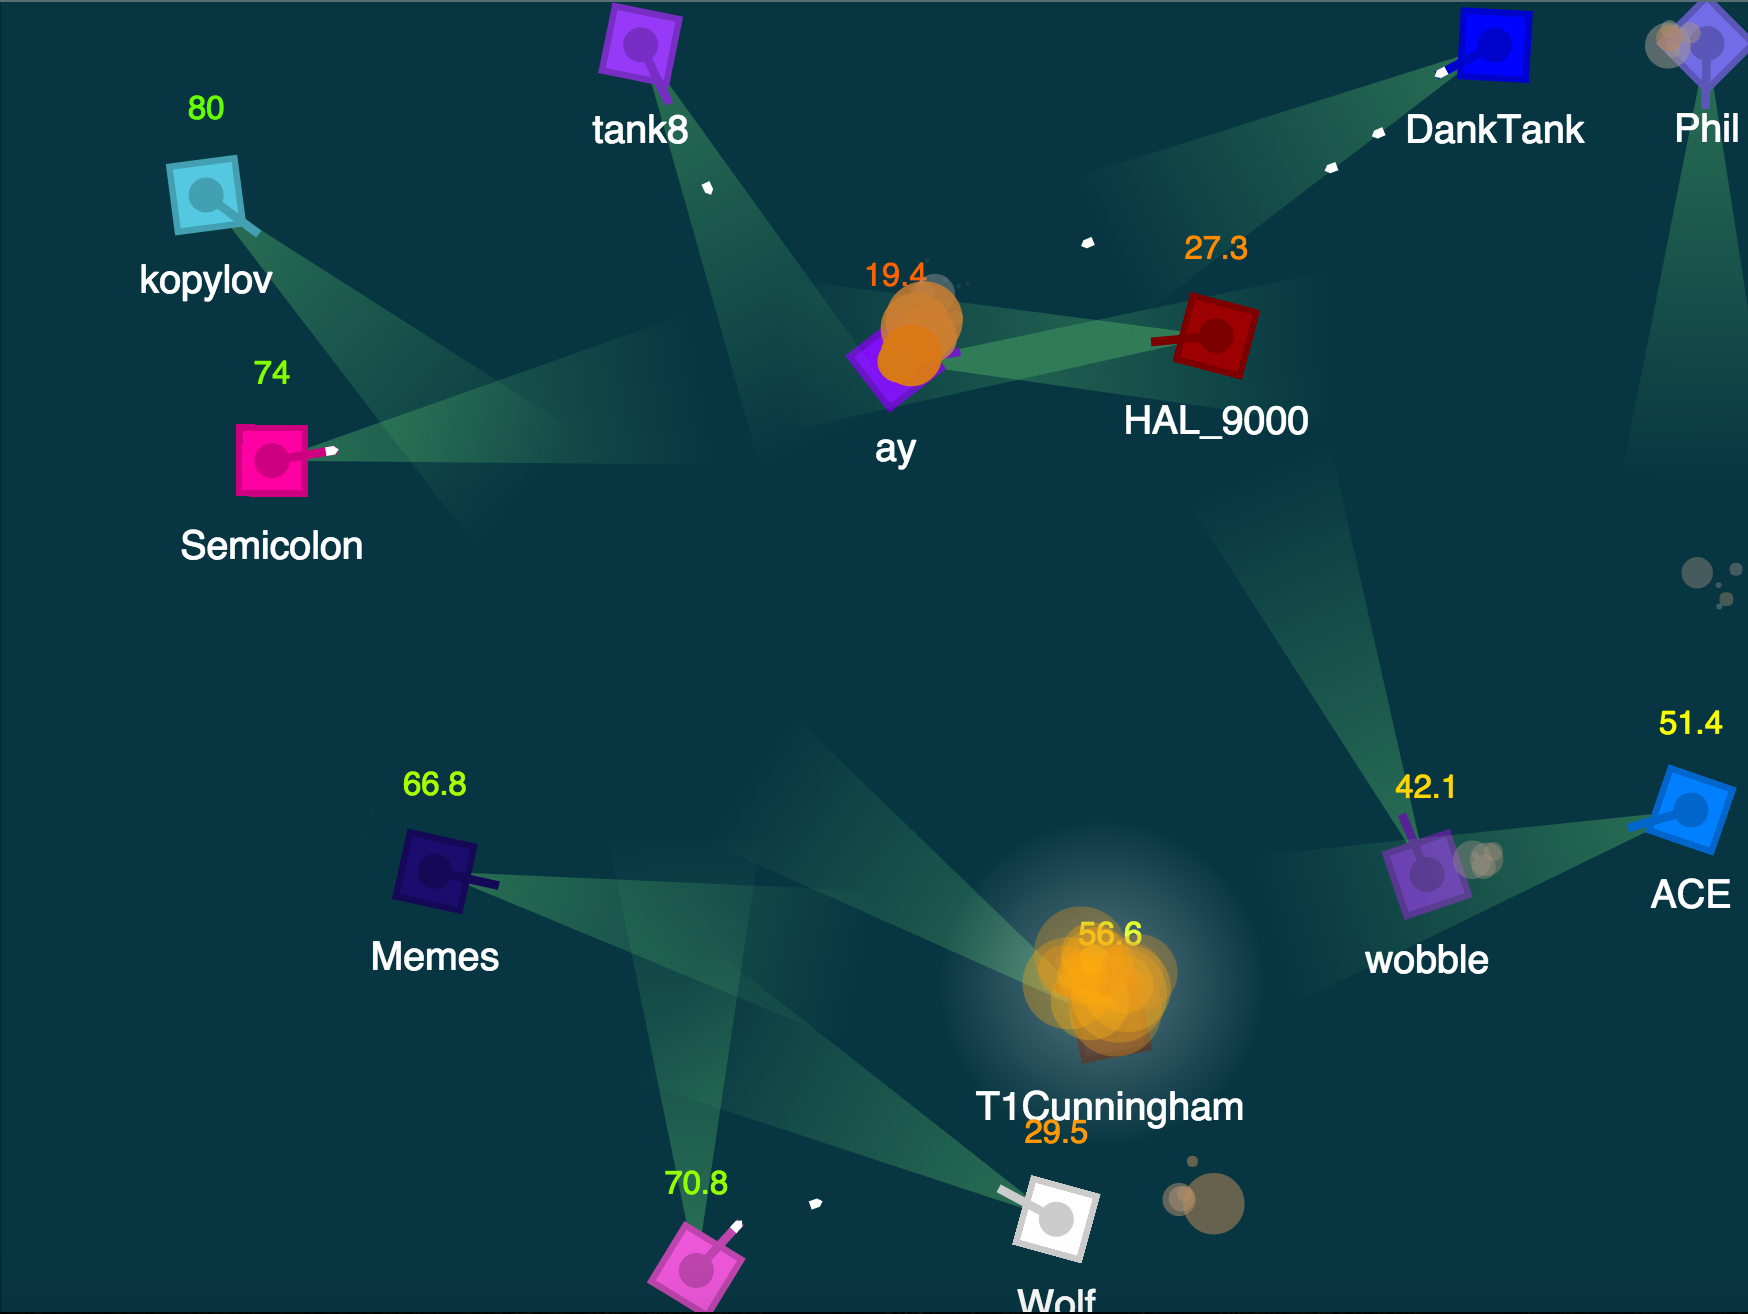 80
tank8
DankTank
Phil
kopylov
19.4
27.3
74
ay
HAL_9000
Semicolon
51.4
66.8
42.1
ACE
56.6
Memes
wobble
T1Cunningham
29.5
70.8
Wolf